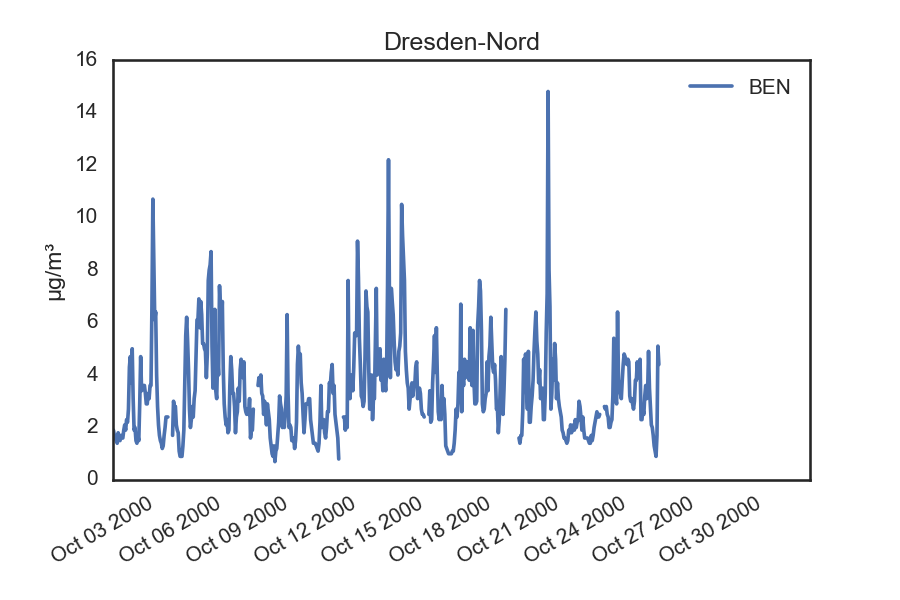 Dresden-Nord
BEN
µg/m³
16
14
12
10
8
6
4
2
0
Oct 03 2000
Oct 06 2000
Oct 09 2000
Oct 12 2000
Oct 15 2000
Oct 18 2000
Oct 21 2000
Oct 24 2000
Oct 27 2000
Oct 30 2000